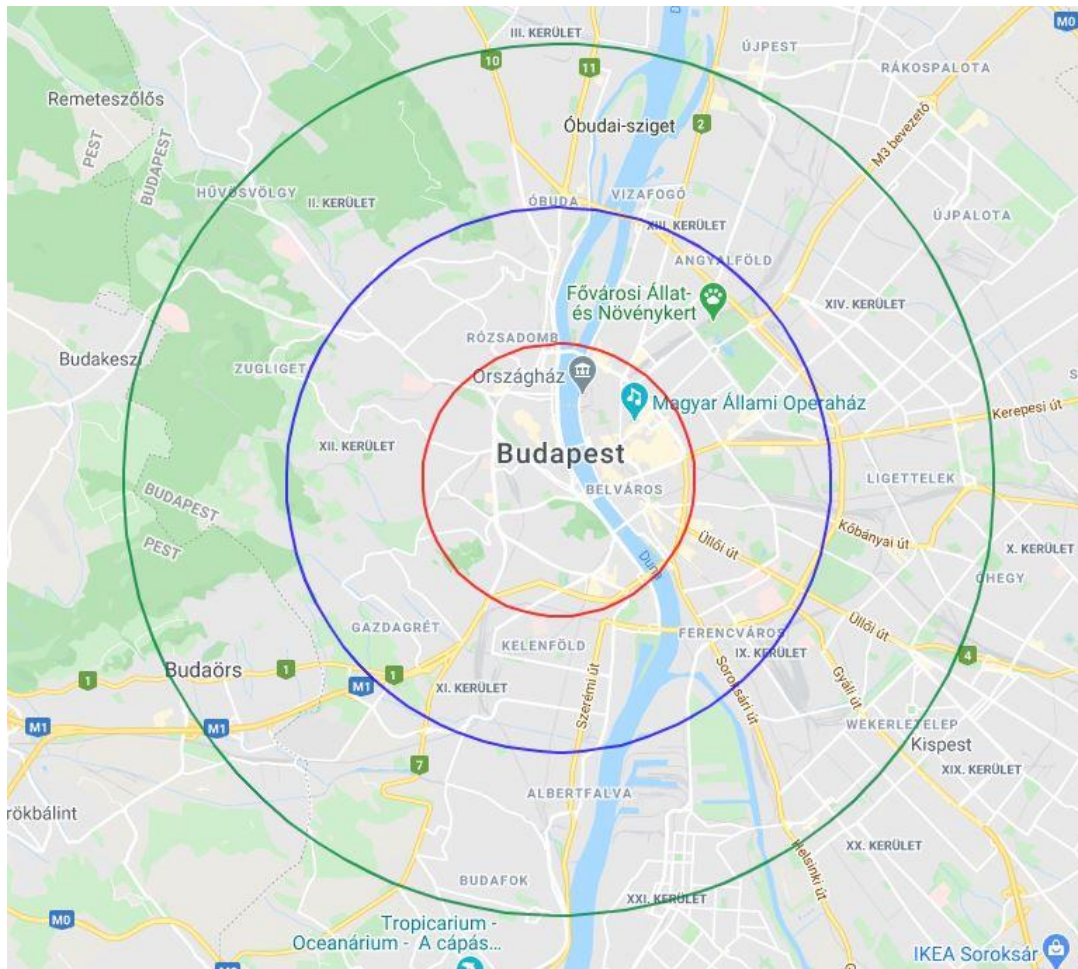 III. KERÜLET
M0
10
11
ÚJPEST
RÁKOSPALOTA
Remeteszőlős
PEST
BUDAPEST
Óbudai-sziget
2
M3 bevezető
HŰVÖSVÖLGY
II. KERÜLET
ÓBUDA
VIZAFOGÓ
XIII. KERÜLET
ÚJPALOTA
ANGYALFÖLD
Fővárosi Állat-
és Növénykert
XIV. KERÜLET
RÓZSADOMB
Budakeszi
ZUGLIGET
Országház
Magyar Állami Operaház
Kerepesi út
XII. KERÜLET
Budapest
BELVÁROS
LIGETTELEK
BUDAPEST
PEST
Üllői út
Kőbányai út
X. KERÜLET
Duna
ÓHEGY
GAZDAGRÉT
KELENFÖLD
FERENCVÁROS
Üllői út
IX. KERÜLET
4
Budaörs
1
1
1
M1
XI. KERÜLET
Szerémi út
Soroksári út
Gyáli út
M1
M1
WEKERLETELEP
Kispest
7
XIX. KERÜLET
ALBERTFALVA
rökbálint
XX. KERÜLET
Helsinki út
BUDAFOK
XXI. KERÜLET
M0
Tropicarium -
Oceanárium - A cápás...
IKEA Soroksár